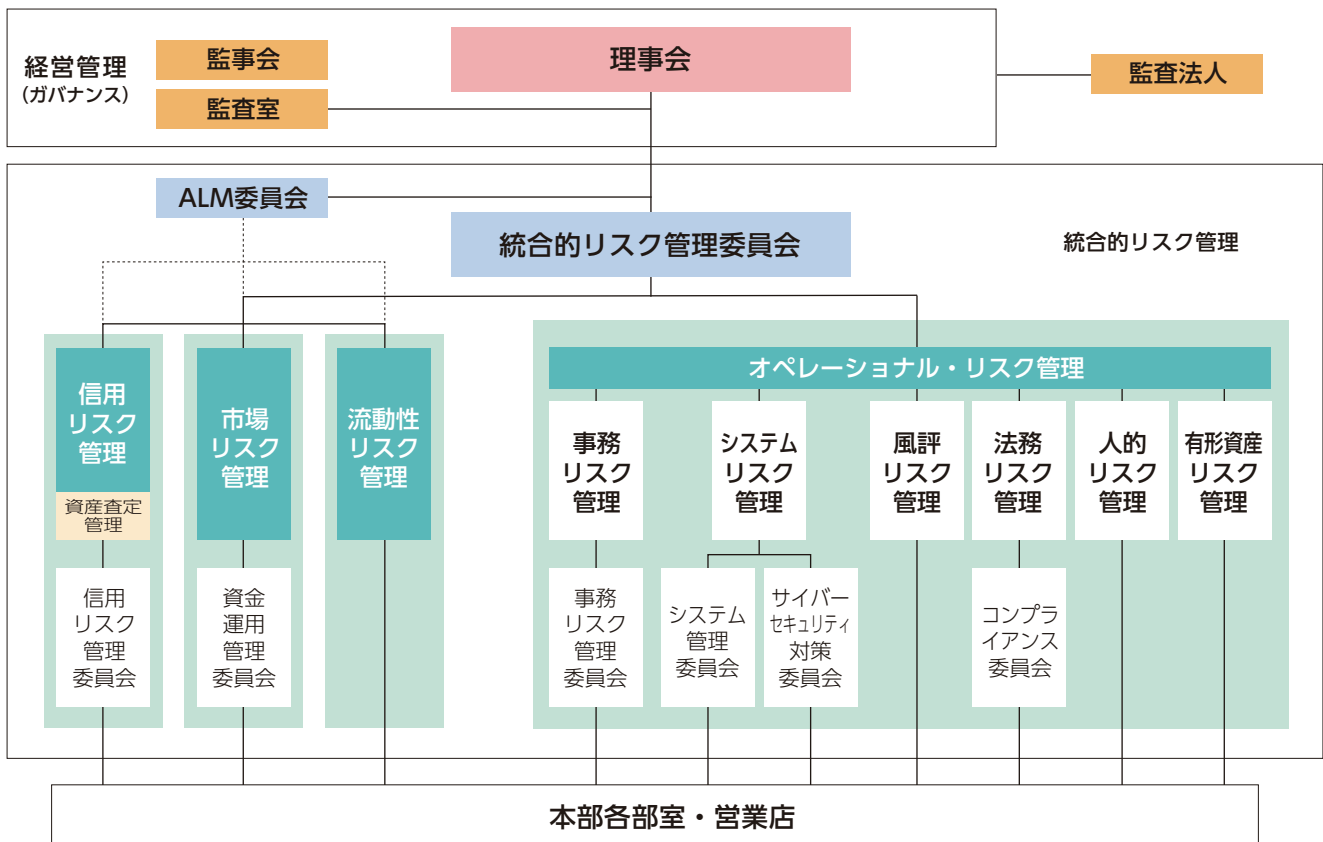 経営管理
（ガバナンス）
監事会
監査室
理事会
監査法人
ALM委員会
統合的リスク管理委員会
統合的リスク管理
信用
リスク
管理
資産査定
管理
市場
リスク
管理
流動性
リスク
管理
オペレーショナル・リスク管理
事務
リスク
管理
システム
リスク
管理
風評
リスク
管理
法務
リスク
管理
人的
リスク
管理
有形資産
リスク
管理
信用
リスク
管理
委員会
資金
運用
管理
委員会
事務
リスク
管理
委員会
システム
管理
委員会
サイバー
セキュリティ
対策
委員会
コンプラ
イアンス
委員会
本部各部室・営業店